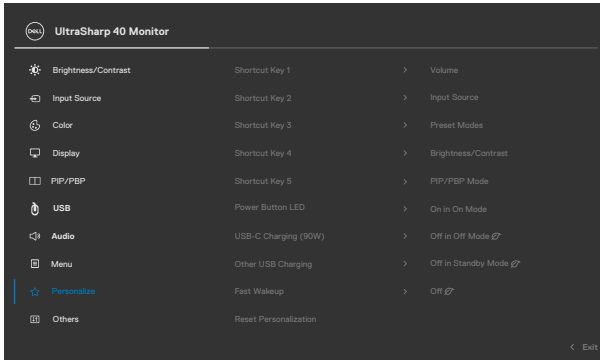 DELL UltraSharp 40 Monitor
Brightness/Contrast Shortcut Key 1 > Volume
Input Source Shortcut Key 2 > Input Source
Color Shortcut Key 3 > Preset Modes
Display Shortcut Key 4 > Brightness/Contrast
PIP/PBP Shortcut Key 5 > PIP/PBP Mode
USB Power Button LED > On in On Mode
Audio USB-C Charging (90W) > Off in Off Mode
Menu Other USB Charging > Off in Standby Mode
Personalize Fast Wakeup > Off
Others Reset Personalization
< Exit